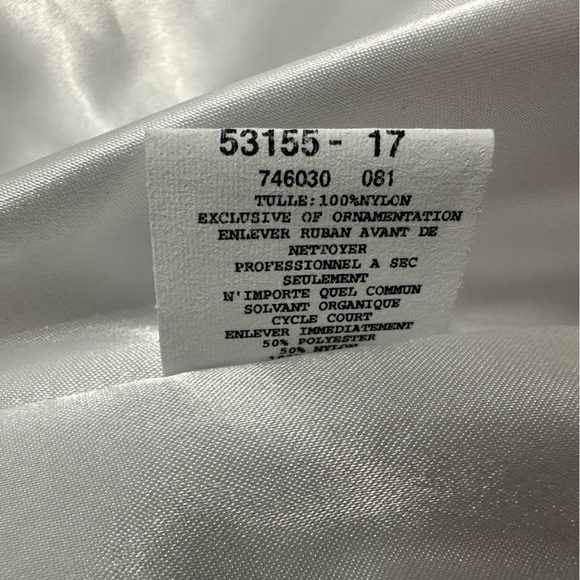 53155- 17
746030 081
TULLE:100%NYLON
EXCLUSIVE OF ORNAMENTATION
ENLEVER RUBAN AVANT DE
NETTOYER
PROFESSIONNEL A SEC
SEULEMENT
N'IMPORTE QUEL COMMUN
SOLVANT ORGANIQUE
CYCLE COURT
ENLEVER IMMEDIATEMENT
50% POLYESTER
50% NYLON